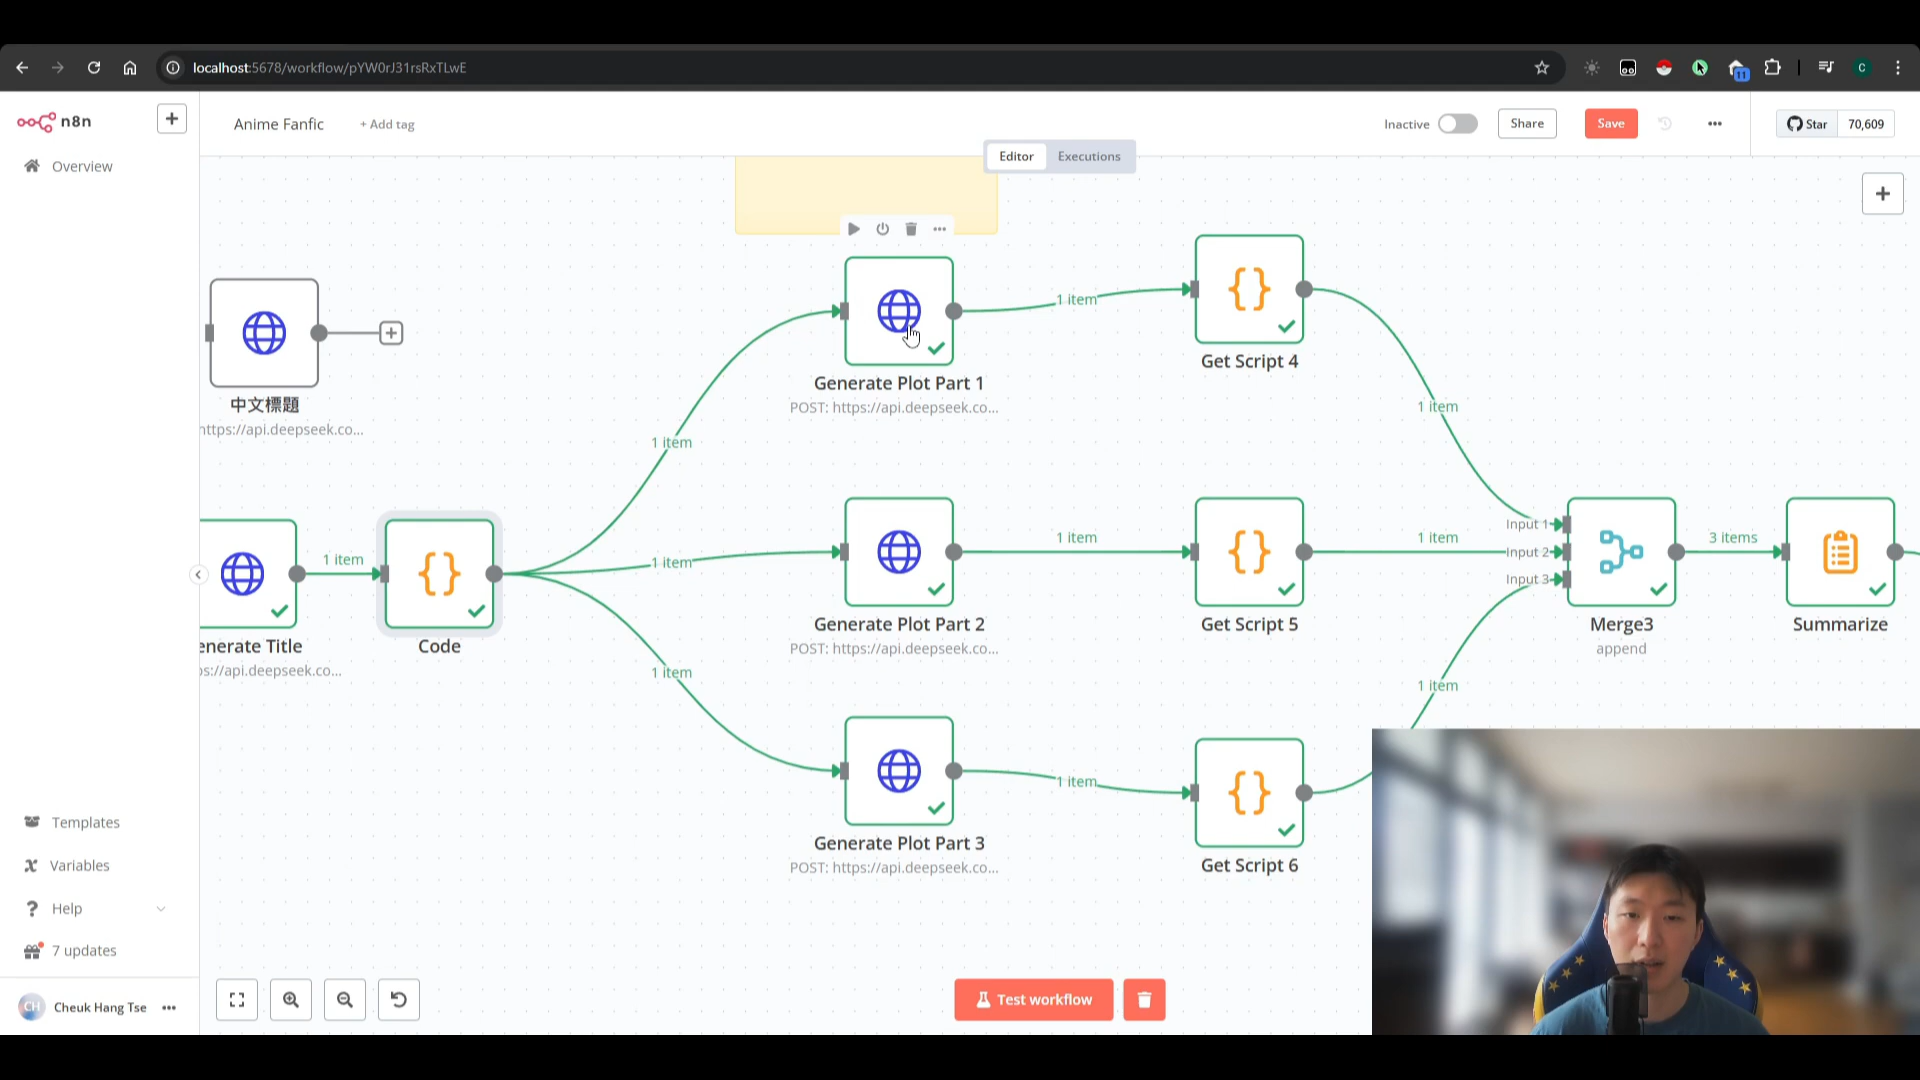 localhost:5678/workflow/pYW0rJ31rsRxTLwE
11
C
n8n
Anime Fanfic
+ Add tag
Inactive
Share
Save
Star
70,609
Editor
Executions
Overview
1 item
Get Script 4
Generate Plot Part 1
POST: https://api.deepseek.co...
中文標題
https://api.deepseek.co...
1 item
1 item
1 item
1 item
Input 1
Input 2
Input 3
3 items
1 item
1 item
enerate Title
Code
Generate Plot Part 2
POST: https://api.deepseek.co...
Get Script 5
Merge3
append
Summarize
ps://api.deepseek.co...
1 item
1 item
1 item
Generate Plot Part 3
POST: https://api.deepseek.co...
Get Script 6
Templates
Variables
Help
7 updates
CH
Cheuk Hang Tse
Test workflow